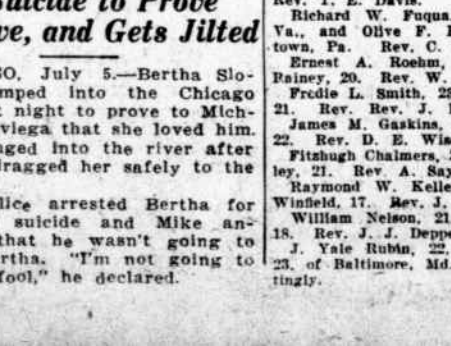 Suicide to Prove
ve, and Gets Jilted
GO, July 5.—Bertha Slo-
mped into the Chicago
t night to prove to Mich-
viega that she loved him.
nged into the river after
dragged her safely to the
lice arrested Bertha for
suicide and Mike an-
that he wasn't going to
rtha. "I'm not going to
fool," he declared.
Rev. T. E. Davis.
Richard W. Fuqua
Va., and Olive F.
town, Pa. Rev. C.
Ernest A. Roehm,
Rainey, 20. Rev. W.
Fredie L. Smith, 23
21. Rev. Rev. J.
James M. Gaskins,
22. Rev. D. E. Wis
Fitzhugh Chalmers,
ley, 21. Rev. A. Say
Raymond W. Kelle
Winfield, 17. Rev. J.
William Nelson, 21
18. Rev. J. J. Deppe
J. Yale Rubin, 22,
23, of Baltimore, Md.
tingly.